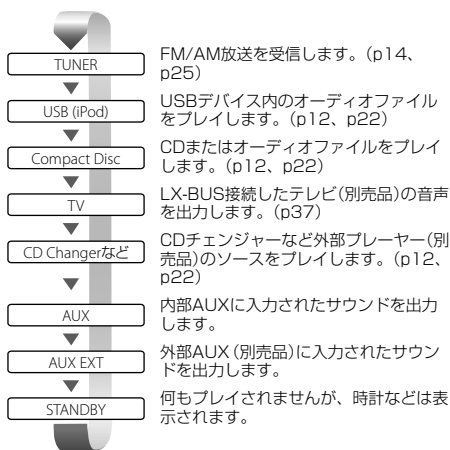 TUNER
FM/AM放送を受信します。(p14、
p25)
USB (iPod)
USBデバイス内のオーディオファイル
をプレイします。(p12、p22)
Compact Disc
CDまたはオーディオファイルをプレイ
します。(p12、p22)
TV
LX-BUS接続したテレビ(別売品)の音声
を出力します。(p37)
CD Changerなど
CDチェンジャーなど外部プレーヤー(別
売品)のソースをプレイします。(p12、
p22)
AUX
内部AUXに入力されたサウンドを出力
します。
AUX EXT
外部AUX(別売品)に入力されたサウン
ドを出力します。
STANDBY
何もプレイされませんが、時計などは表
示されます。